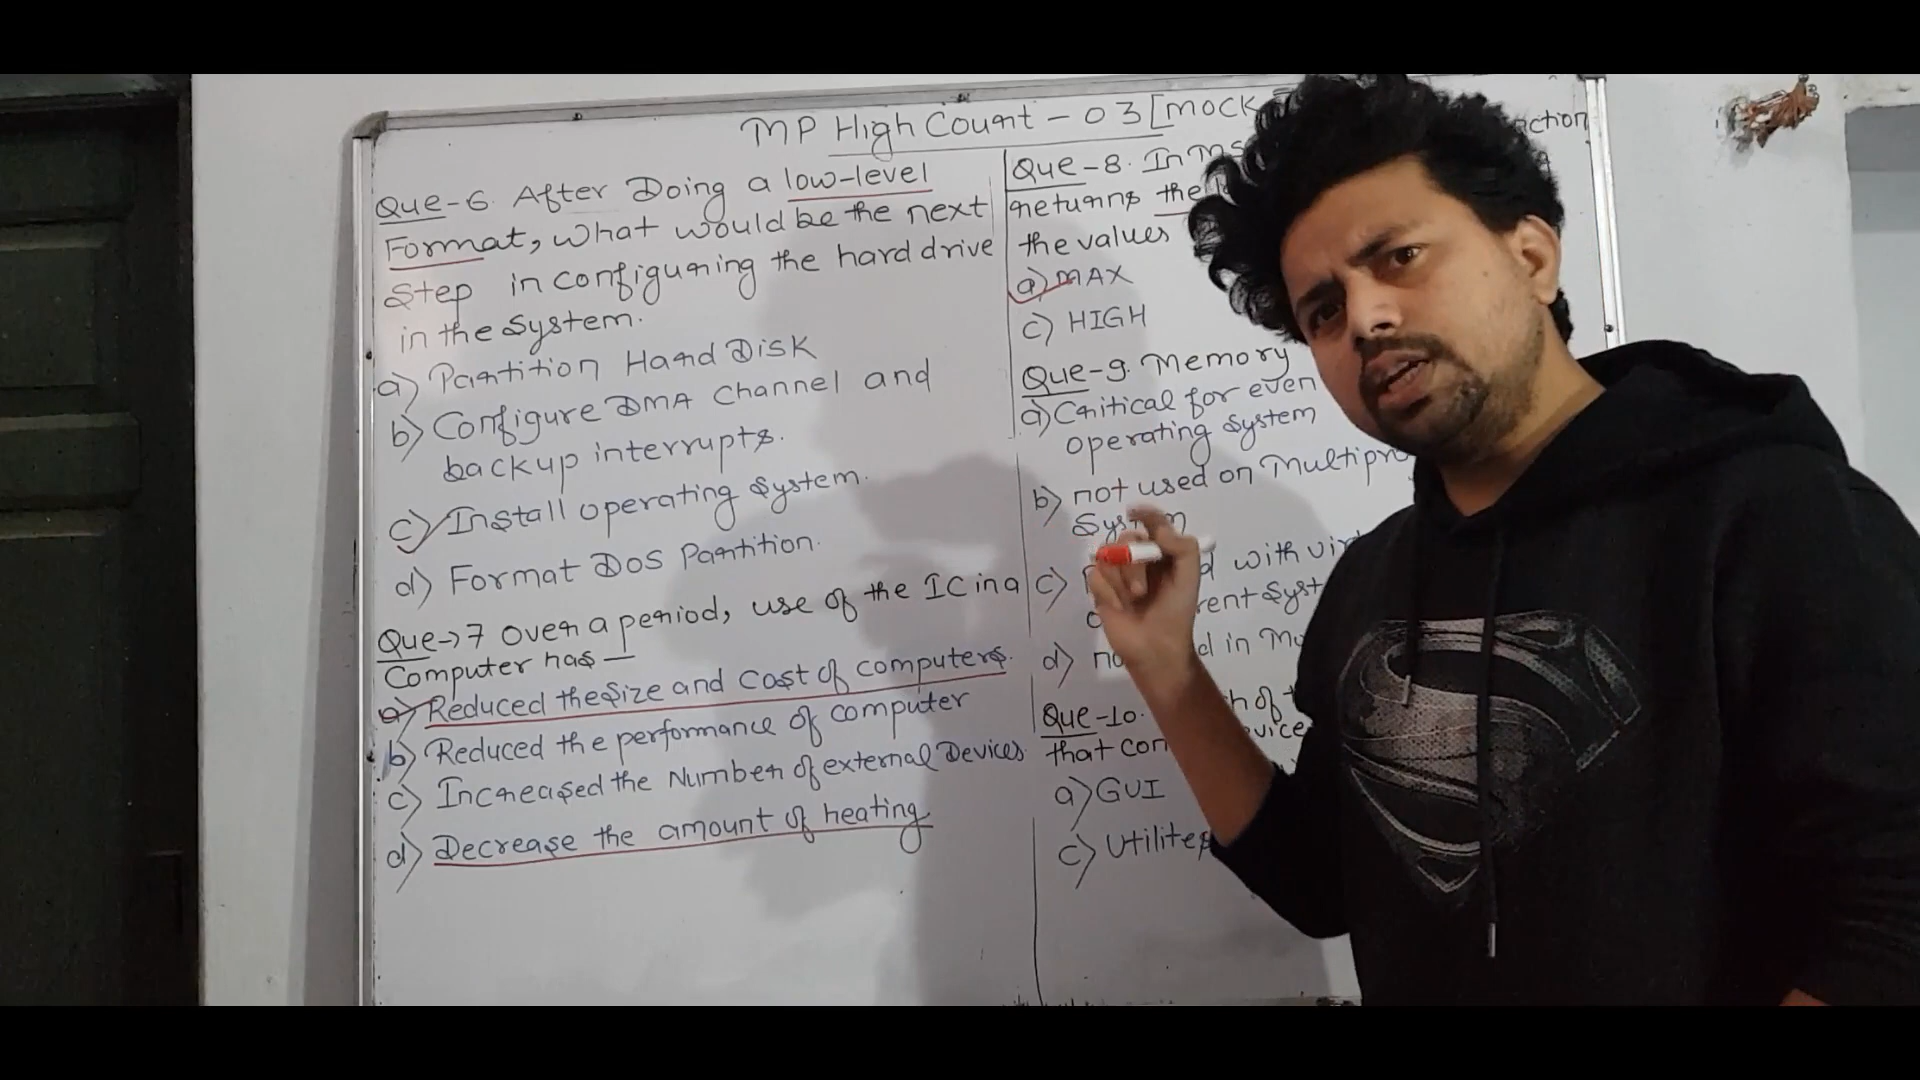 MP High Count - 03 [Mock
Que-6. After Doing a low-level
Format, what would be the next
step in configuring the hard drive
in the system.
a) Partition Hard Disk
b) Configure DMA channel and
backup interrupts.
c) Install operating system.
d) Format DOS Partition.
Que→7 Over a period, use of the IC in a
Computer has —
a) Reduced the size and cost of computers.
b) Reduced the performance of computer
c) Increased the Number of external Devices
d) Decrease the amount of heating
Que-8. In MS
returns the
the values
a) MAX
c) HIGH
Que-9. Memory
a) Critical for even
operating system
b) not used on
System
c) with
d) in
Que-10. of
that
a) GUI
c) Utilites